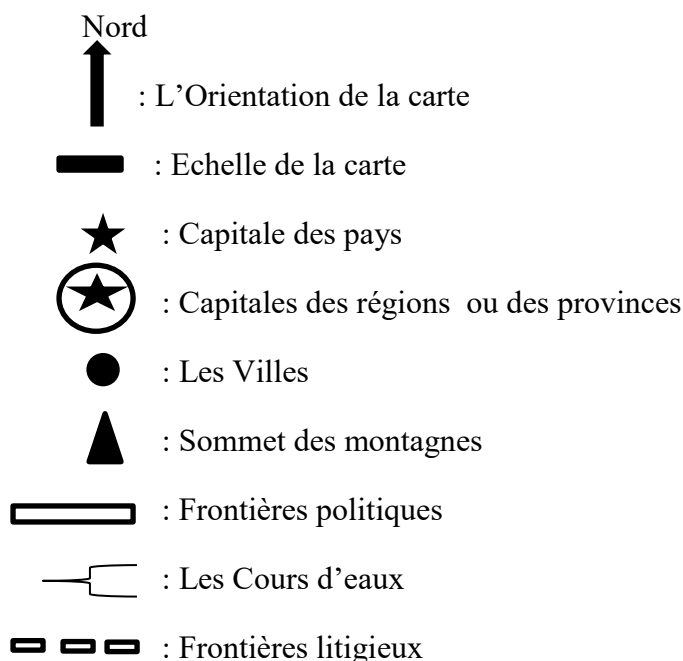 Nord
: L’Orientation de la carte
: Echelle de la carte
: Capitale des pays
: Capitales des régions ou des provinces
: Les Villes
: Sommet des montagnes
: Frontières politiques
: Les Cours d’eaux
: Frontières litigieux